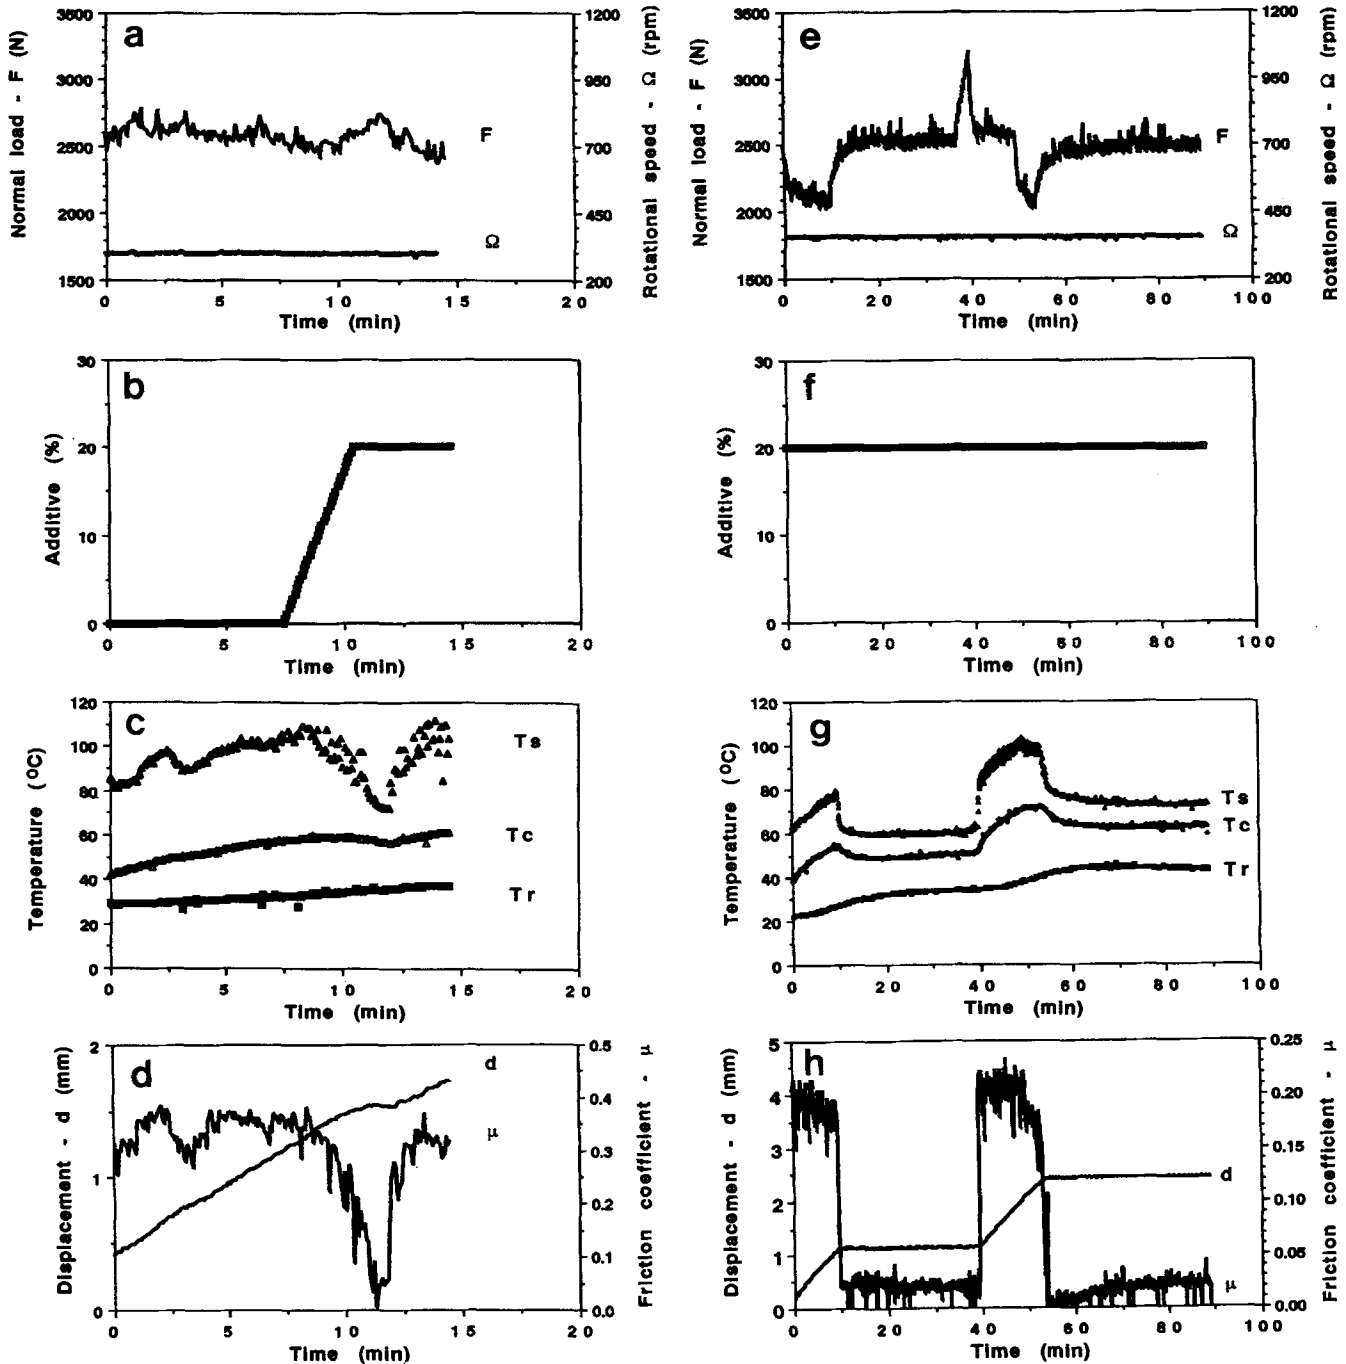 a
Normal load - F (N)
3500
3000
2500
2000
1500
F
Ω
1200
950
700
450
200
Rotational speed - Ω (rpm)
0 5 10 15 20
Time (min)
e
Normal load - F (N)
3500
3000
2500
2000
1500
F
Ω
1200
950
700
450
200
Rotational speed - Ω (rpm)
0 20 40 60 80 100
Time (min)
b
Additive (%)
30
20
10
0
0 5 10 15 20
Time (min)
f
Additive (%)
30
20
10
0
0 20 40 60 80 100
Time (min)
c
Temperature (ºC)
120
100
80
60
40
20
0
Ts
Tc
Tr
0 5 10 15 20
Time (min)
g
Temperature (ºC)
120
100
80
60
40
20
0
Ts
Tc
Tr
0 20 40 60 80 100
Time (min)
d
Displacement - d (mm)
2
1
0
d
μ
0.5
0.4
0.3
0.2
0.1
0.0
Friction coefficient - μ
0 5 10 15 20
Time (min)
h
Displacement - d (mm)
5
4
3
2
1
0
d
μ
0.25
0.20
0.15
0.10
0.05
0.00
Friction coefficient - μ
0 20 40 60 80 100
Time (min)